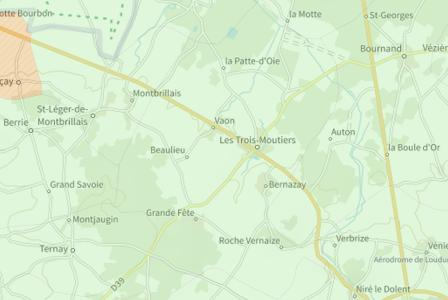 otte Bourbon
la Motte
St-Georges
Bournand
Vézièr
la Patte-d'Oie
çay
Montbrillais
St-Léger-de-
Montbrillais
Berrie
Vaon
Les Trois-Moutiers
Auton
la Boule d'Or
Beaulieu
Grand Savoie
Bernazay
Montjaugin
Grande Fête
Roche Vernaize
Verbrize
Ternay
Vénie
Aérodrome de Loudu
D39
Niré le Dolent